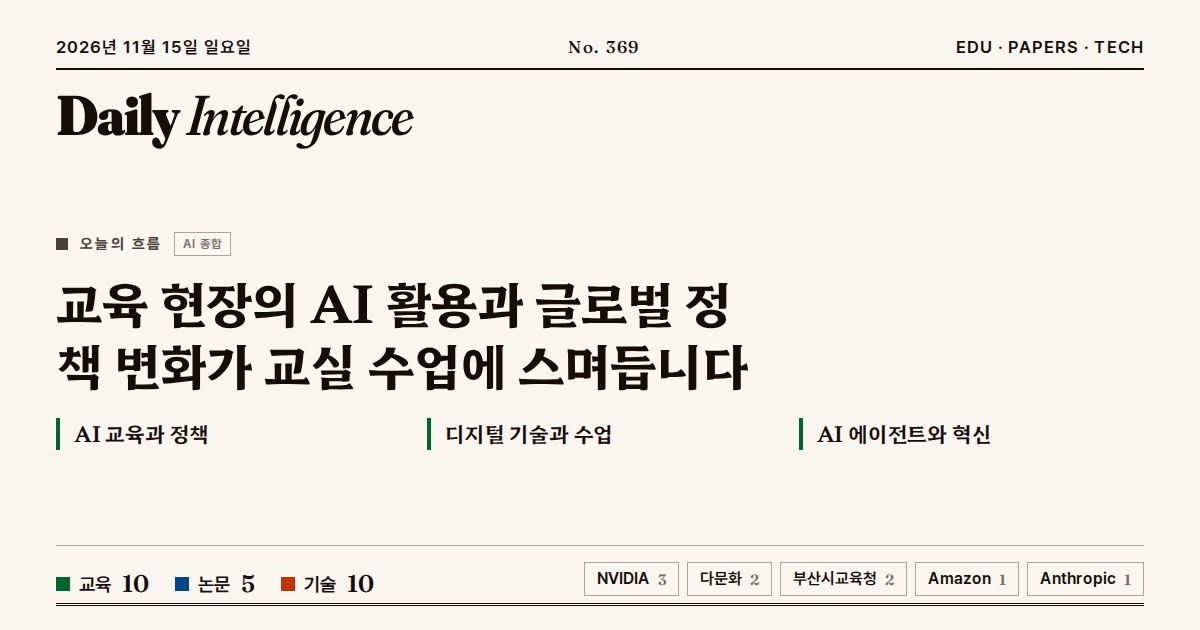 2026년 11월 15일 일요일
No. 369
EDU · PAPERS · TECH
Daily Intelligence
오늘의 흐름
AI 종합
교육 현장의 AI 활용과 글로벌 정
책 변화가 교실 수업에 스며듭니다
AI 교육과 정책
디지털 기술과 수업
AI 에이전트와 혁신
교육 10
논문 5
기술 10
NVIDIA 3
다문화 2
부산시교육청 2
Amazon 1
Anthropic 1